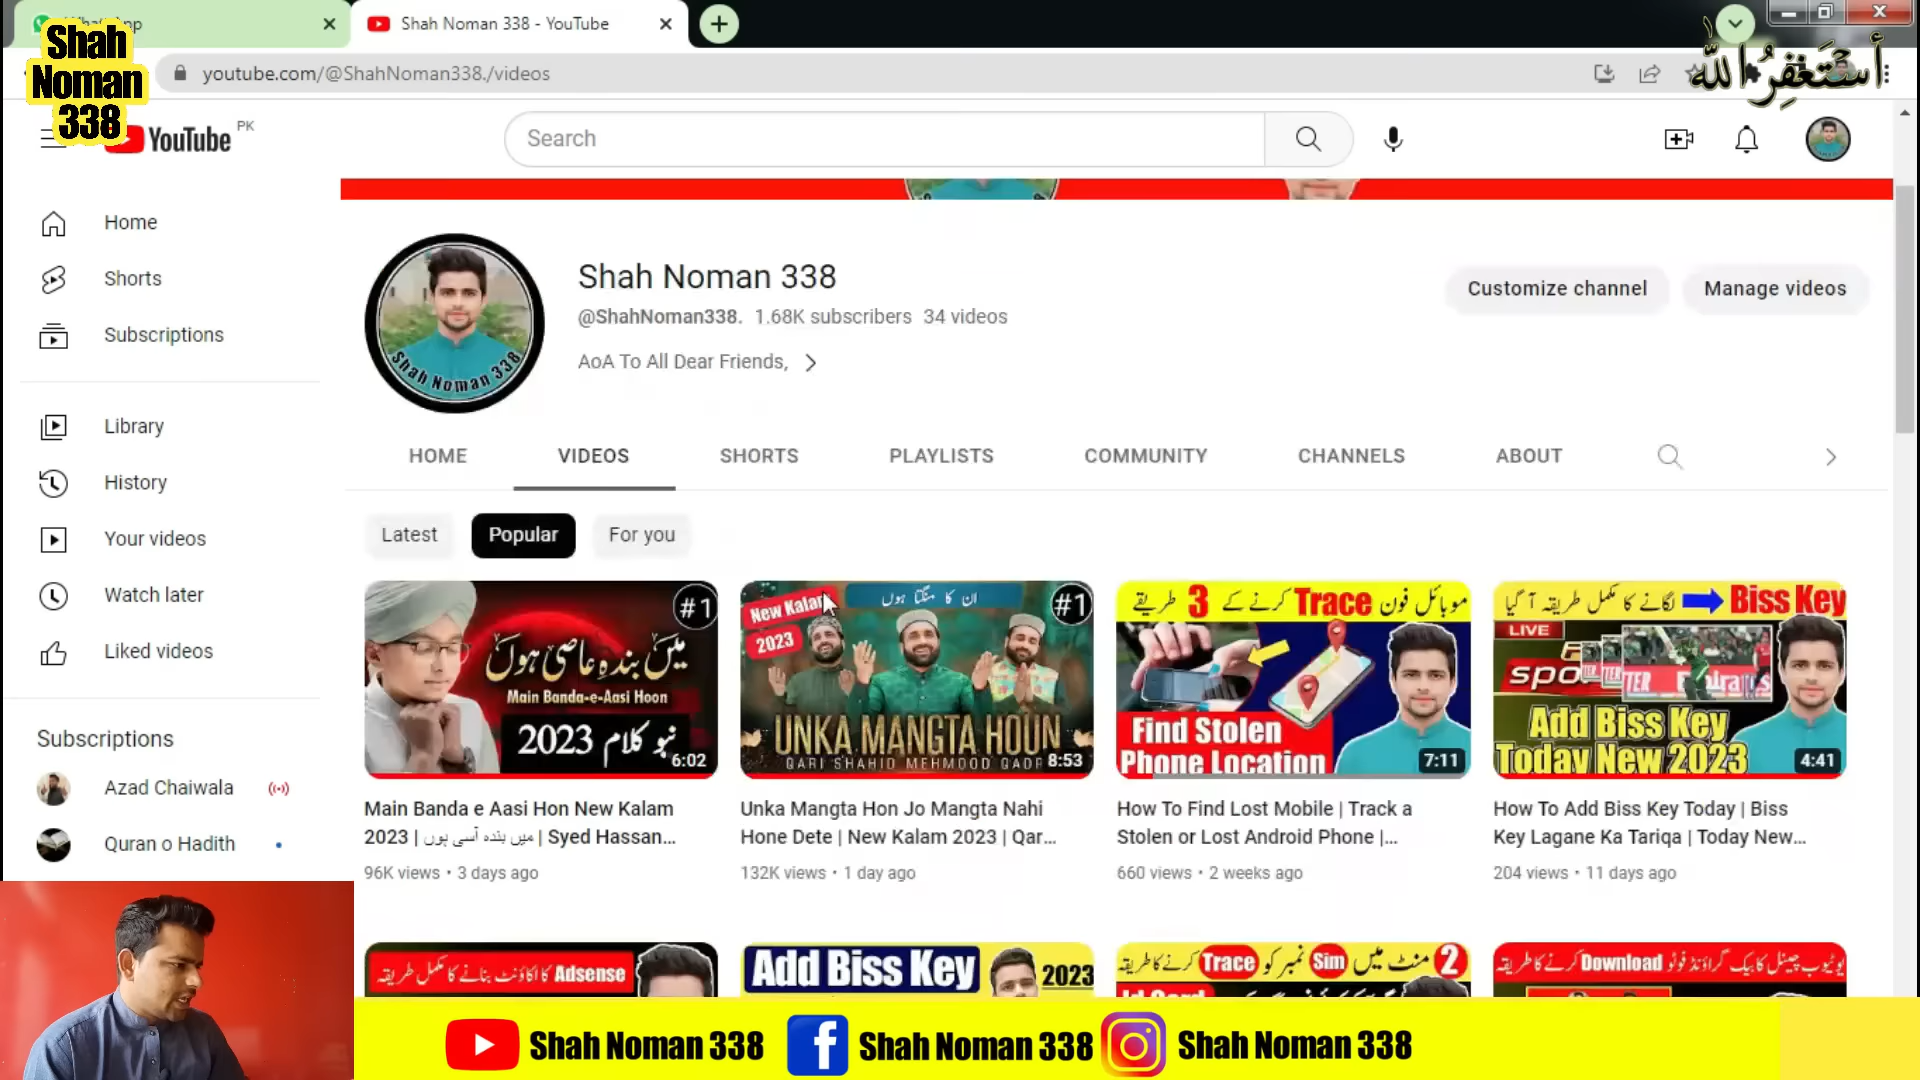 Shah Noman 338 - YouTube
Shah
Noman
338
youtube.com/@ShahNoman338./videos
أستغفر الله
YouTube PK
Search
Home
Shorts
Subscriptions
Library
History
Your videos
Watch later
Liked videos
Subscriptions
Azad Chaiwala
Quran o Hadith
Shah Noman 338
Shah Noman 338
@ShahNoman338. 1.68K subscribers 34 videos
AoA To All Dear Friends,
Customize channel
Manage videos
HOME
VIDEOS
SHORTS
PLAYLISTS
COMMUNITY
CHANNELS
ABOUT
Latest
Popular
For you
#1
میں بندہ عاصی ہوں
Main Banda-e-Aasi Hoon
نیو کلام 2023
6:02
Main Banda e Aasi Hon New Kalam
2023 | میں بندہ آسی ہوں | Syed Hassan...
96K views • 3 days ago
New Kalam
2023
ان کا منگتا ہوں
#1
UNKA MANGTA HOUN
QARI SHAHID MEHMOOD QADR
8:53
Unka Mangta Hon Jo Mangta Nahi
Hone Dete | New Kalam 2023 | Qar...
132K views • 1 day ago
موبائل فون Trace کرنے کے 3 طریقے
Find Stolen
Phone Location
7:11
How To Find Lost Mobile | Track a
Stolen or Lost Android Phone |...
660 views • 2 weeks ago
Biss Key لگانے کا مکمل طریقہ آ گیا
LIVE
Add Biss Key
Today New 2023
4:41
How To Add Biss Key Today | Biss
Key Lagane Ka Tariqa | Today New...
204 views • 11 days ago
Adsense کا اکاؤنٹ بنانے کا مکمل طریقہ
Add Biss Key
2023
2 منٹ میں Sim نمبر کو Trace کرنے کا طریقہ
یوٹیوب چینل کا بیک گراؤنڈ فوٹو Download کرنے کا طریقہ
Shah Noman 338
Shah Noman 338
Shah Noman 338